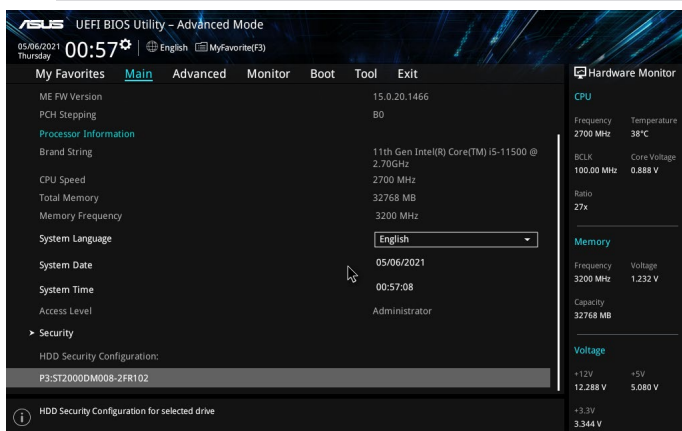 ASUS UEFI BIOS Utility – Advanced Mode
05/06/2021
Thursday
00:57
English
MyFavorite(F3)
My Favorites Main Advanced Monitor Boot Tool Exit
ME FW Version 15.0.20.1466
PCH Stepping B0
Processor Information
Brand String 11th Gen Intel(R) Core(TM) i5-11500 @
2.70GHz
CPU Speed 2700 MHz
Total Memory 32768 MB
Memory Frequency 3200 MHz
System Language English
System Date 05/06/2021
System Time 00:57:08
Access Level Administrator
Security
HDD Security Configuration:
P3:ST2000DM008-2FR102
HDD Security Configuration for selected drive
Hardware Monitor
CPU
Frequency Temperature
2700 MHz 38°C
BCLK Core Voltage
100.00 MHz 0.888 V
Ratio
27x
Memory
Frequency Voltage
3200 MHz 1.232 V
Capacity
32768 MB
Voltage
+12V +5V
12.288 V 5.080 V
+3.3V
3.344 V